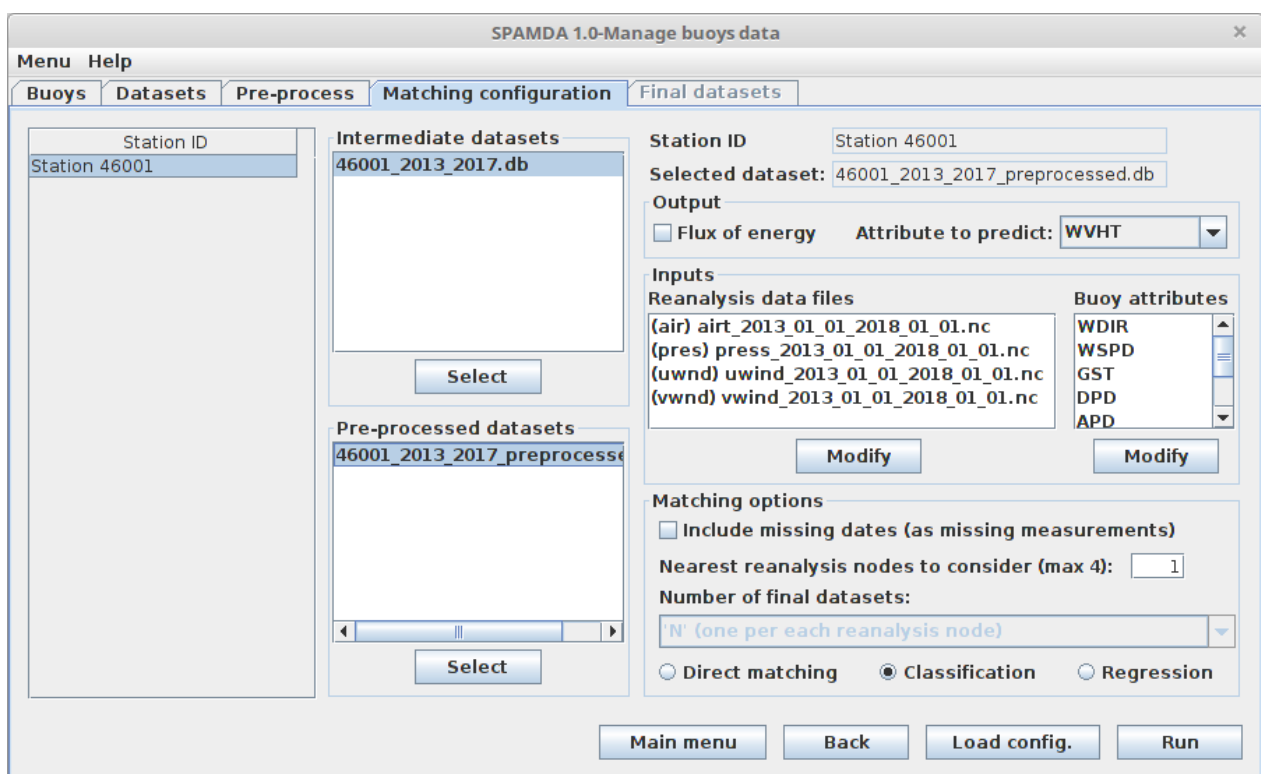 SPAMDA 1.0-Manage buoys data
Menu Help
Buoys Datasets Pre-process Matching configuration Final datasets
Station ID
Station 46001
Intermediate datasets
46001_2013_2017.db
Select
Pre-processed datasets
46001_2013_2017_preprocesse
Select
Station ID Station 46001
Selected dataset: 46001_2013_2017_preprocessed.db
Output
Flux of energy Attribute to predict: WVHT
Inputs
Reanalysis data files
(air) airt_2013_01_01_2018_01_01.nc
(pres) press_2013_01_01_2018_01_01.nc
(uwnd) uwind_2013_01_01_2018_01_01.nc
(vwnd) vwind_2013_01_01_2018_01_01.nc
Modify
Buoy attributes
WDIR
WSPD
GST
DPD
APD
Modify
Matching options
Include missing dates (as missing measurements)
Nearest reanalysis nodes to consider (max 4): 1
Number of final datasets:
'N' (one per each reanalysis node)
Direct matching Classification Regression
Main menu Back Load config. Run